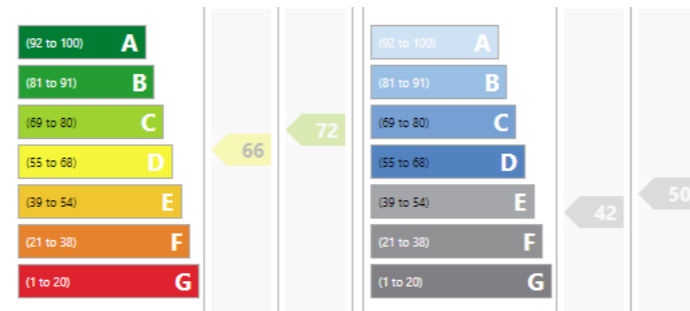 (92 to 100) A
(81 to 91) B
(69 to 80) C
(55 to 68) D
(39 to 54) E
(21 to 38) F
(1 to 20) G
66
72
(92 to 100) A
(81 to 91) B
(69 to 80) C
(55 to 68) D
(39 to 54) E
(21 to 38) F
(1 to 20) G
42
50